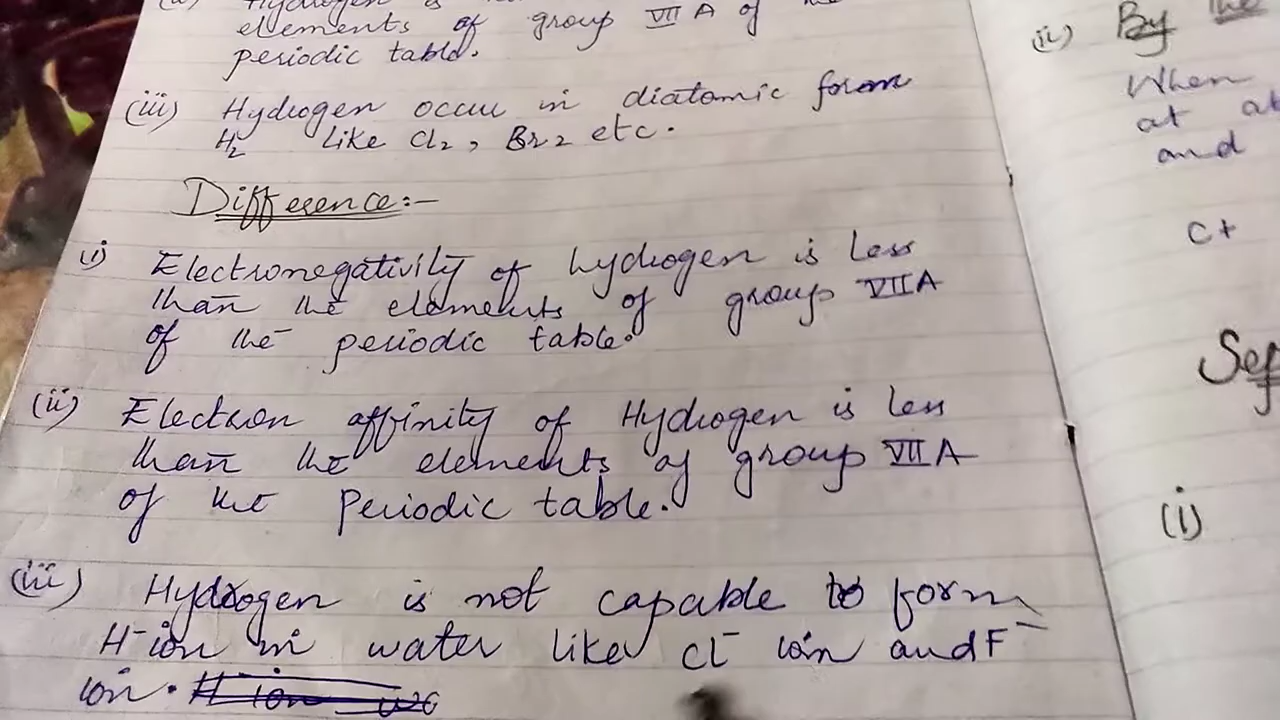 (ii) Hydrogen is
elements of group VII A of
periodic table.
(iii) Hydrogen occur in diatomic form
H2 like Cl2, Br2 etc.
Difference:-
(i) Electronegativity of hydrogen is less
than the elements of group VIIA
of the periodic table.
(ii) Electron affinity of Hydrogen is less
than the elements of group VIIA
of the Periodic table.
(iii) Hydrogen is not capable to form
H- ion in water like Cl- ion and F-
ion.
(ii) By the
When
at
and
C+
(i)